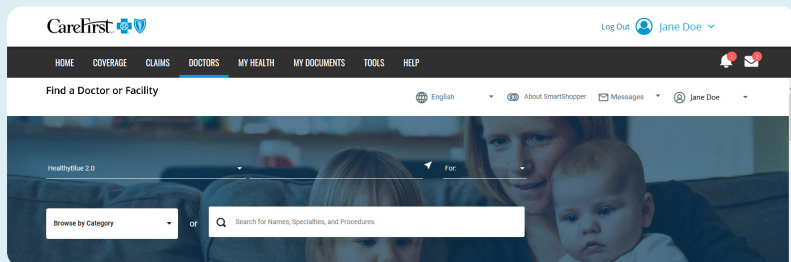 CareFirst
Log Out Jane Doe
HOME COVERAGE CLAIMS DOCTORS MY HEALTH MY DOCUMENTS TOOLS HELP
Find a Doctor or Facility
English About SmartShopper Messages Jane Doe
HealthyBlue 2.0 For:
Browse by Category or Search for Names, Specialties, and Procedures